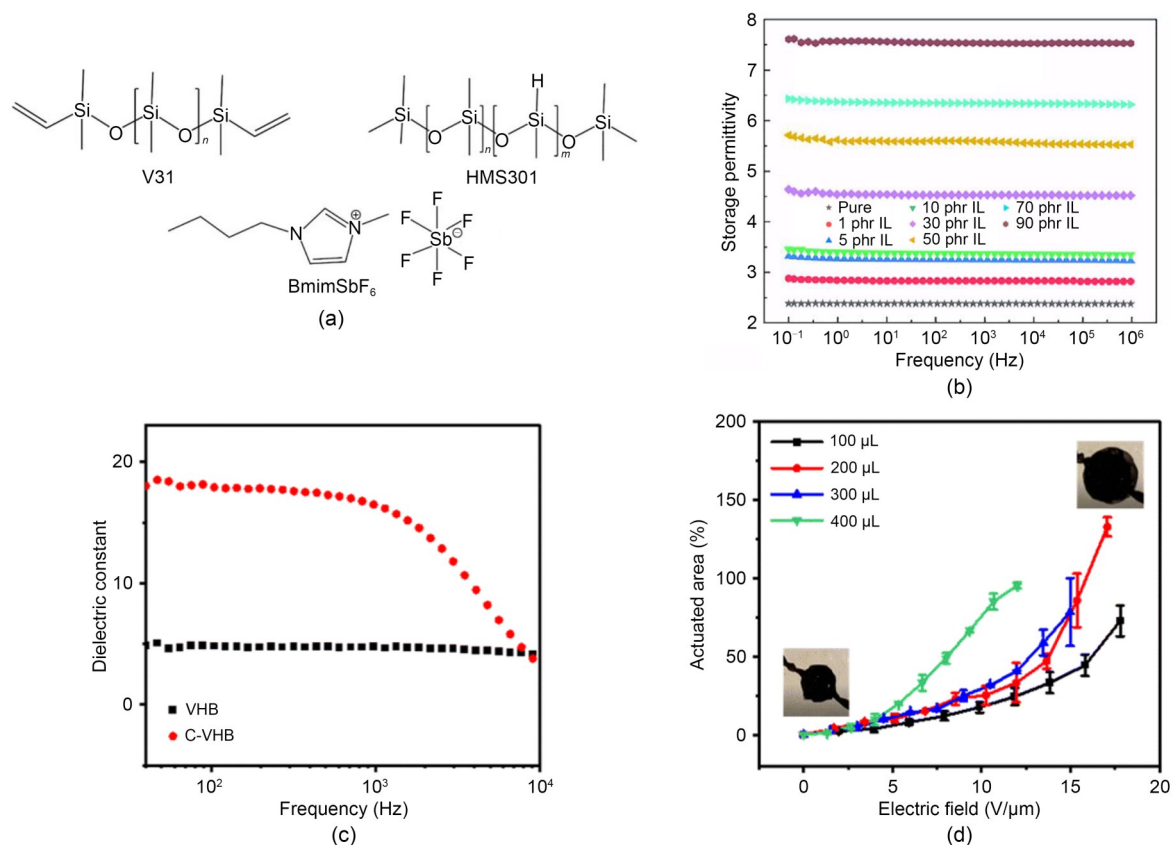 H
Si
O
Si
O
Si
n
V31
Si
O
Si
O
Si
O
Si
n
m
HMS301
N
N
⊕
F
F
F
Sb
⊖
F
F
F
BmimSbF₆
(a)
8
7
6
5
4
3
2
Storage permittivity
Pure
10 phr IL
70 phr IL
1 phr IL
30 phr IL
90 phr IL
5 phr IL
50 phr IL
10⁻¹ 10⁰ 10¹ 10² 10³ 10⁴ 10⁵ 10⁶
Frequency (Hz)
(b)
20
10
0
Dielectric constant
VHB
C-VHB
10² 10³ 10⁴
Frequency (Hz)
(c)
200
150
100
50
0
Actuated area (%)
100 μL
200 μL
300 μL
400 μL
0 5 10 15 20
Electric field (V/μm)
(d)